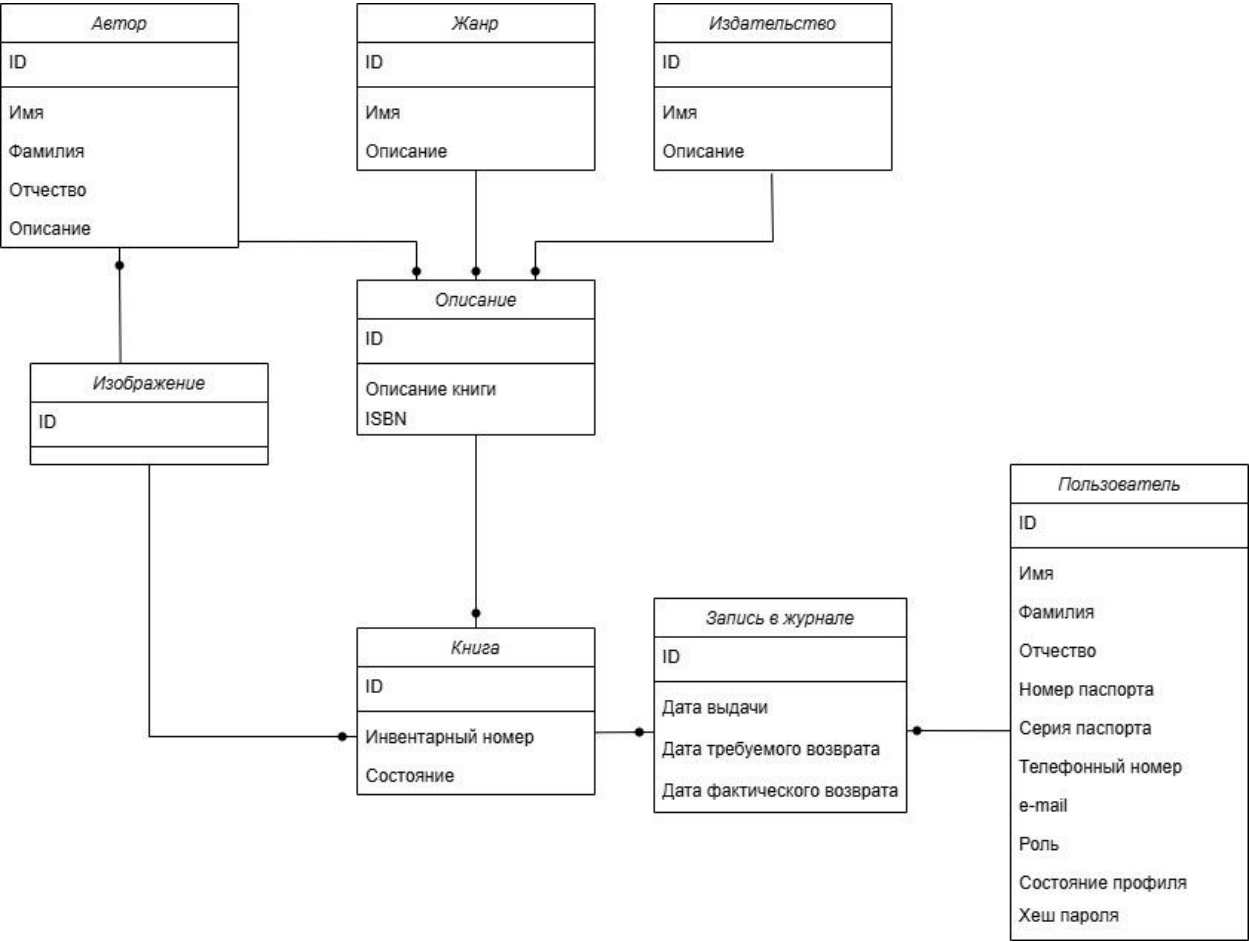 Автор
ID
Имя
Фамилия
Отчество
Описание
Жанр
ID
Имя
Описание
Издательство
ID
Имя
Описание
Описание
ID
Описание книги
ISBN
Изображение
ID
Книга
ID
Инвентарный номер
Состояние
Запись в журнале
ID
Дата выдачи
Дата требуемого возврата
Дата фактического возврата
Пользователь
ID
Имя
Фамилия
Отчество
Номер паспорта
Серия паспорта
Телефонный номер
e-mail
Роль
Состояние профиля
Хеш пароля